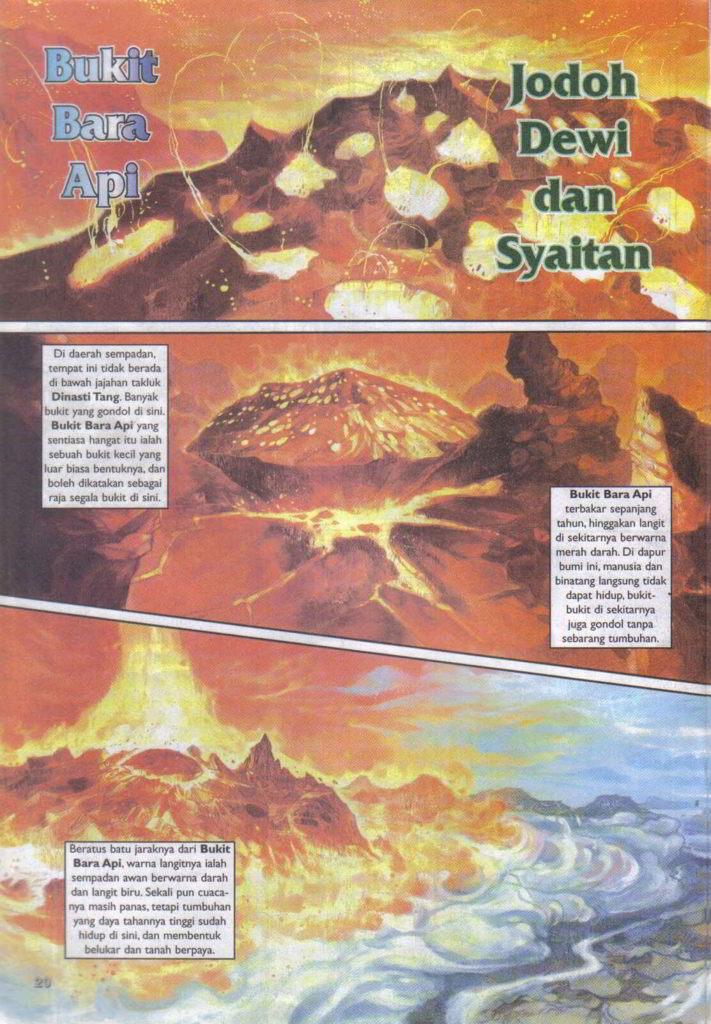 Bukit
Bara
Api
Jodoh
Dewi
dan
Syaitan
Di daerah sempadan,
tempat ini tidak berada
di bawah jajahan takluk
Dinasti Tang. Banyak
bukit yang gondol di sini.
Bukit Bara Api yang
sentiasa hangat itu ialah
sebuah bukit kecil yang
luar biasa bentuknya, dan
boleh dikatakan sebagai
raja segala bukit di sini.
Bukit Bara Api
terbakar sepanjang
tahun, hinggakan langit
di sekitarnya berwarna
merah darah. Di dapur
bumi ini, manusia dan
binatang langsung tidak
dapat hidup, bukit-
bukit di sekitarnya
juga gondol tanpa
sebarang tumbuhan.
Beratus batu jaraknya dari Bukit
Bara Api, warna langitnya ialah
sempadan awan berwarna darah
dan langit biru. Sekali pun cuaca-
nya masih panas, tetapi tumbuhan
yang daya tahannya tinggi sudah
hidup di sini, dan membentuk
belukar dan tanah berpaya.
20